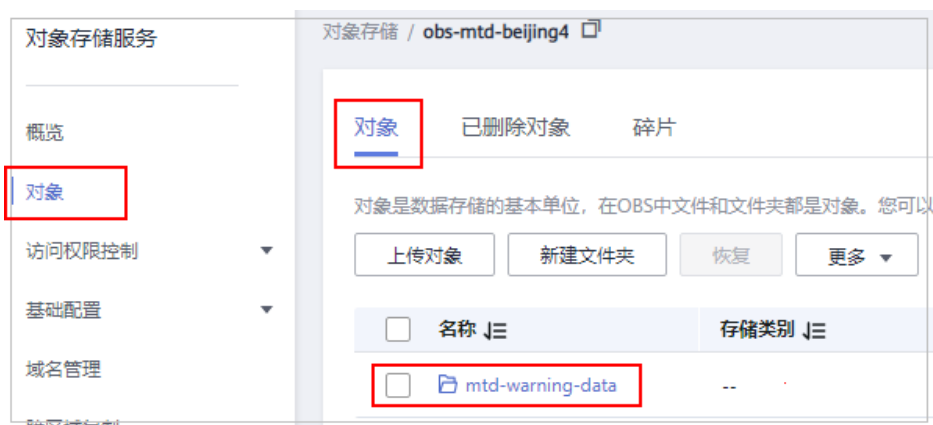 对象存储服务
概览
对象
访问权限控制
基础配置
域名管理
对象存储 / obs-mtd-beijing4
对象 已删除对象 碎片
对象是数据存储的基本单位，在OBS中文件和文件夹都是对象。您可以
上传对象 新建文件夹 恢复 更多
名称 存储类别
mtd-warning-data --